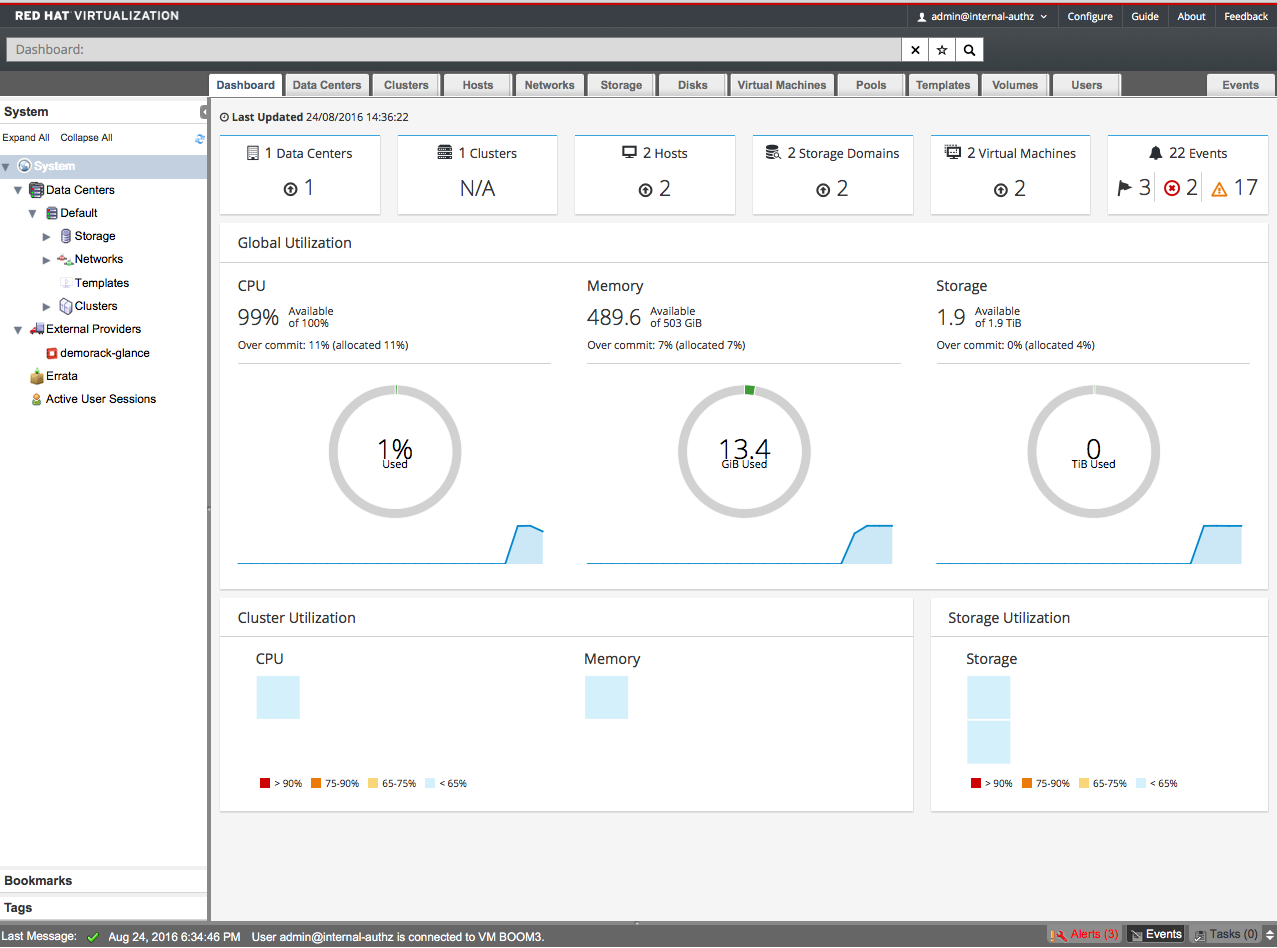 RED HAT VIRTUALIZATION
admin@internal-authz
Configure
Guide
About
Feedback
Dashboard:
Dashboard
Data Centers
Clusters
Hosts
Networks
Storage
Disks
Virtual Machines
Pools
Templates
Volumes
Users
Events
System
Expand All Collapse All
System
Data Centers
Default
Storage
Networks
Templates
Clusters
External Providers
demorack-glance
Errata
Active User Sessions
Bookmarks
Tags
Last Updated 24/08/2016 14:36:22
1 Data Centers
1
1 Clusters
N/A
2 Hosts
2
2 Storage Domains
2
2 Virtual Machines
2
22 Events
3 2 17
Global Utilization
CPU
99% Available
of 100%
Over commit: 11% (allocated 11%)
1%
Used
Memory
489.6 Available
of 503 GiB
Over commit: 7% (allocated 7%)
13.4
GiB Used
Storage
1.9 Available
of 1.9 TiB
Over commit: 0% (allocated 4%)
0
TiB Used
Cluster Utilization
CPU
Memory
> 90% 75-90% 65-75% < 65%
Storage Utilization
Storage
> 90% 75-90% 65-75% < 65%
Last Message: Aug 24, 2016 6:34:46 PM User admin@internal-authz is connected to VM BOOM3.
Alerts (3)
Events
Tasks (0)